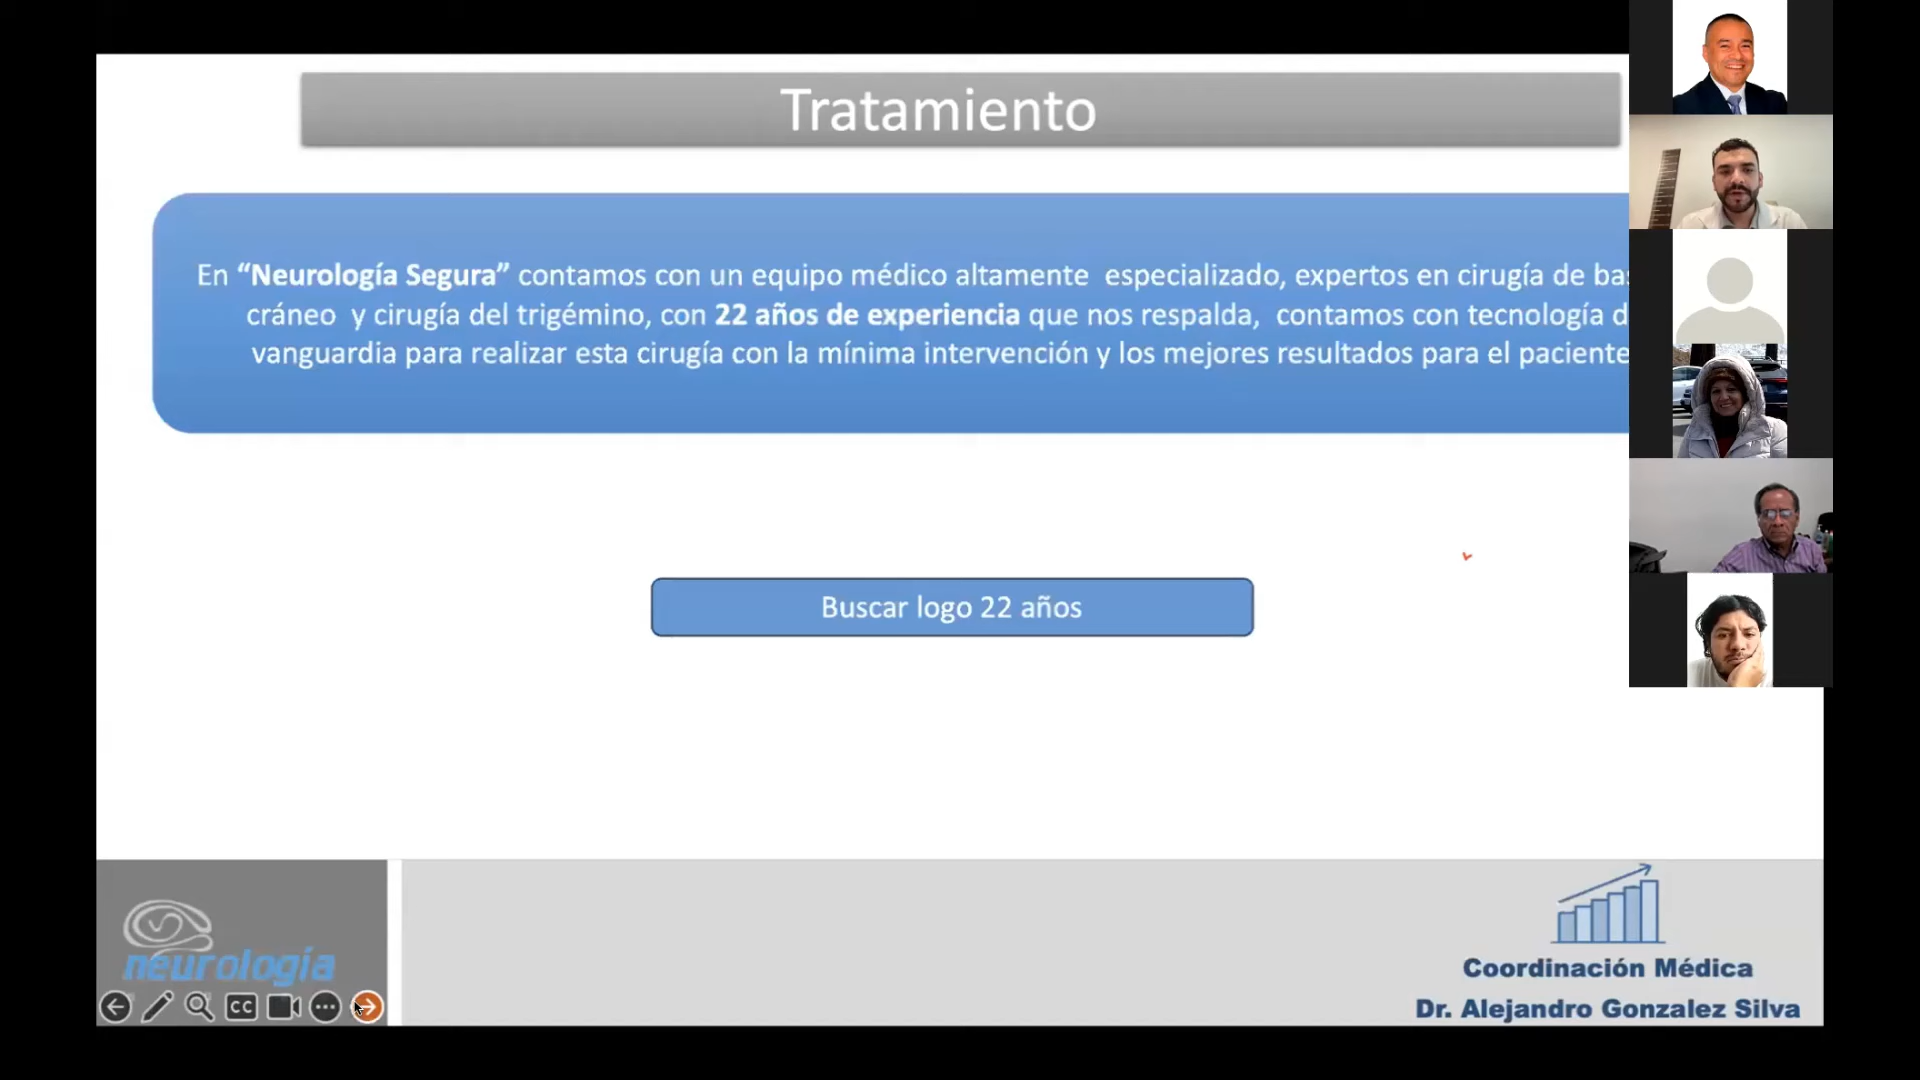 Tratamiento
En “Neurología Segura” contamos con un equipo médico altamente especializado, expertos en cirugía de
cráneo y cirugía del trigémino, con 22 años de experiencia que nos respalda, contamos con tecnología
vanguardia para realizar esta cirugía con la mínima intervención y los mejores resultados para el paciente
Buscar logo 22 años
neurología
CC
Coordinación Médica
Dr. Alejandro Gonzalez Silva